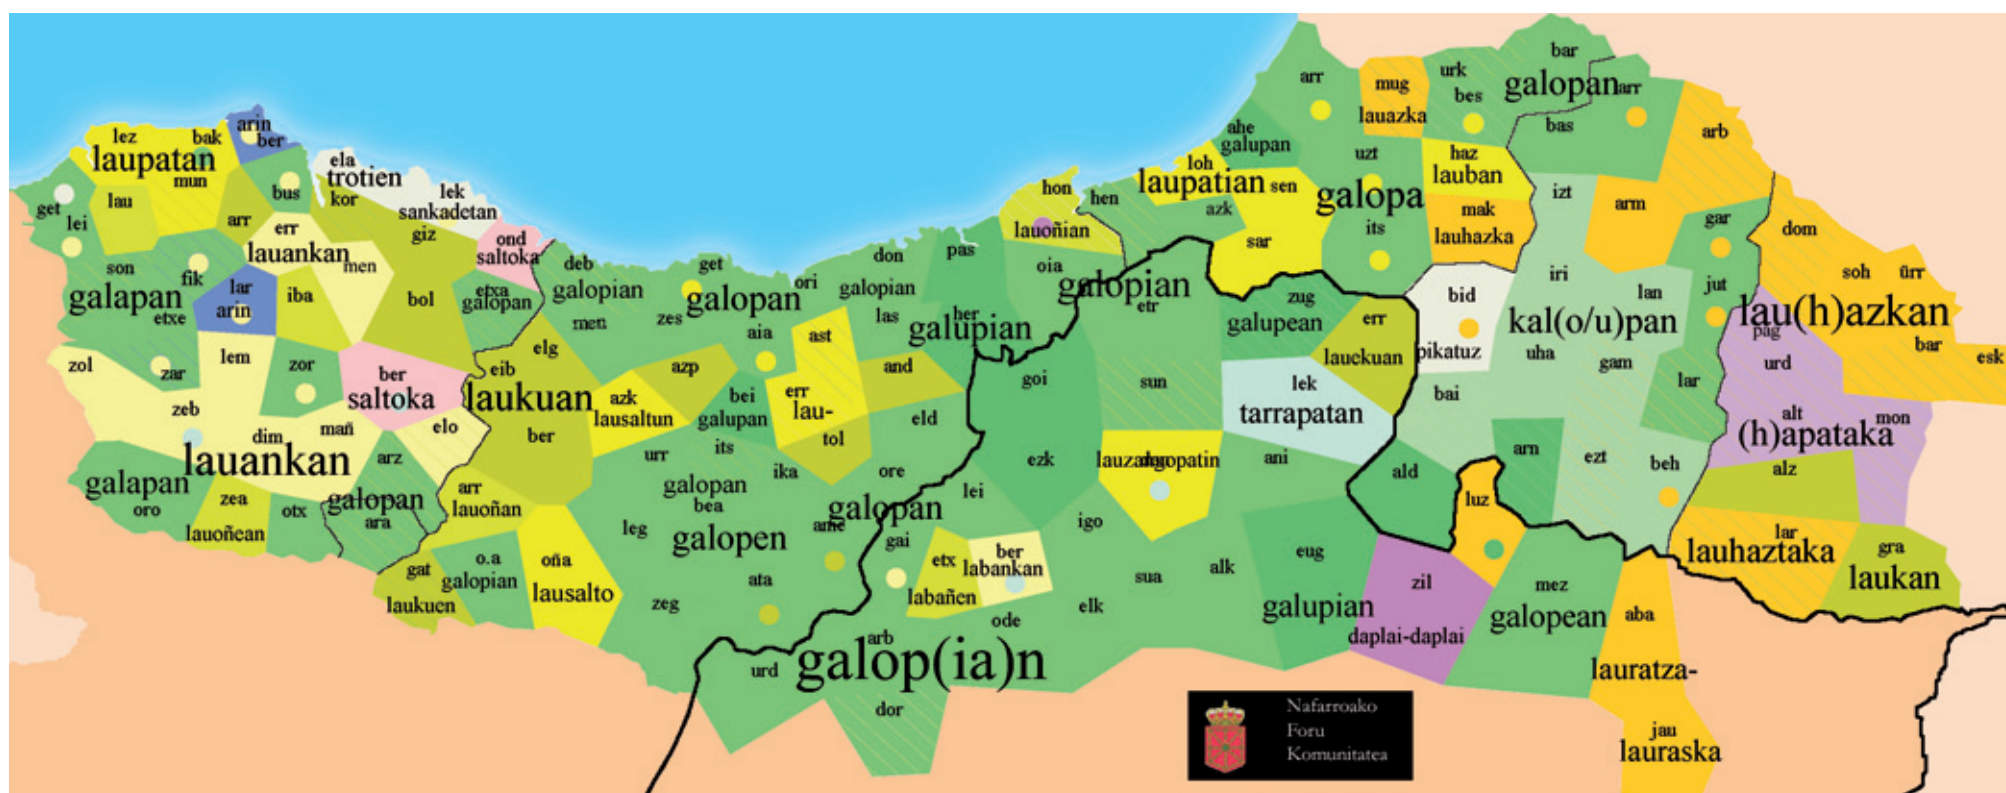 bar
urk
galopan
arr
mug
bes
arr
lauazka
bas
arb
arin
lez
bak
ber
ahe
galupan
laupatan
ela
loh
uzt
haz
trotien
laupatian
sen
lauban
mun
bus
lek
hon
hen
galopa
izt
kor
sankadetan
azk
mak
arm
get
lau
lauoñian
its
lauhazka
gar
lei
arr
giz
sar
dom
err
ond
pas
lauankan
saltoka
don
son
men
deb
get
oia
iri
soh
ürr
fik
etxa
galopian
ori
galopian
galopian
zug
bid
lan
jut
galapan
lar
iba
bol
galopan
galopan
etr
galupean
err
kal(o/u)pan
lau(h)azkan
etxe
arin
men
zes
las
her
galupian
pag
aia
ast
lauekuan
pikatuz
uha
bar
esk
lem
elg
gam
urd
zol
zar
zor
ber
eib
azp
and
goi
sun
lek
lar
saltoka
laukuan
azk
bei
err
tarrapatan
bai
alt
mon
zeb
lausaltun
galupan
lau-
eld
(h)apataka
dim
mañ
elo
ber
its
tol
lauankan
arz
urr
ika
ore
ezk
ani
ald
arn
ezt
beh
alz
galapan
zea
arr
galopan
lei
luz
oro
lauoñean
otx
galopan
lauoñan
bea
galopan
ara
leg
galopen
ame
gai
igo
lar
lauhaztaka
gra
gat
o.a
oña
etx
ber
eug
laukan
laukuen
galopian
lausalto
ata
labankan
sua
alk
zil
mez
zeg
labañen
elk
galupian
galopean
aba
ode
daplai-daplai
arb
urd
galop(ia)n
lauratza-
dor
Nafarroako
Foru
Komunitatea
jau
lauraska